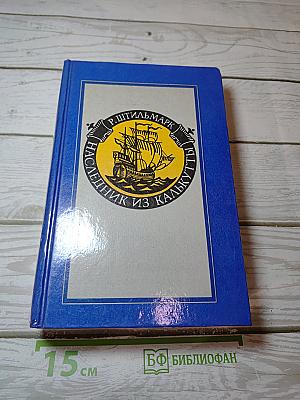 Р. ШТИЛЬМАРК
НАСЛЕДНИК ИЗ КАЛЬКУТТЫ
15 см
БФ БИБЛИОФАН